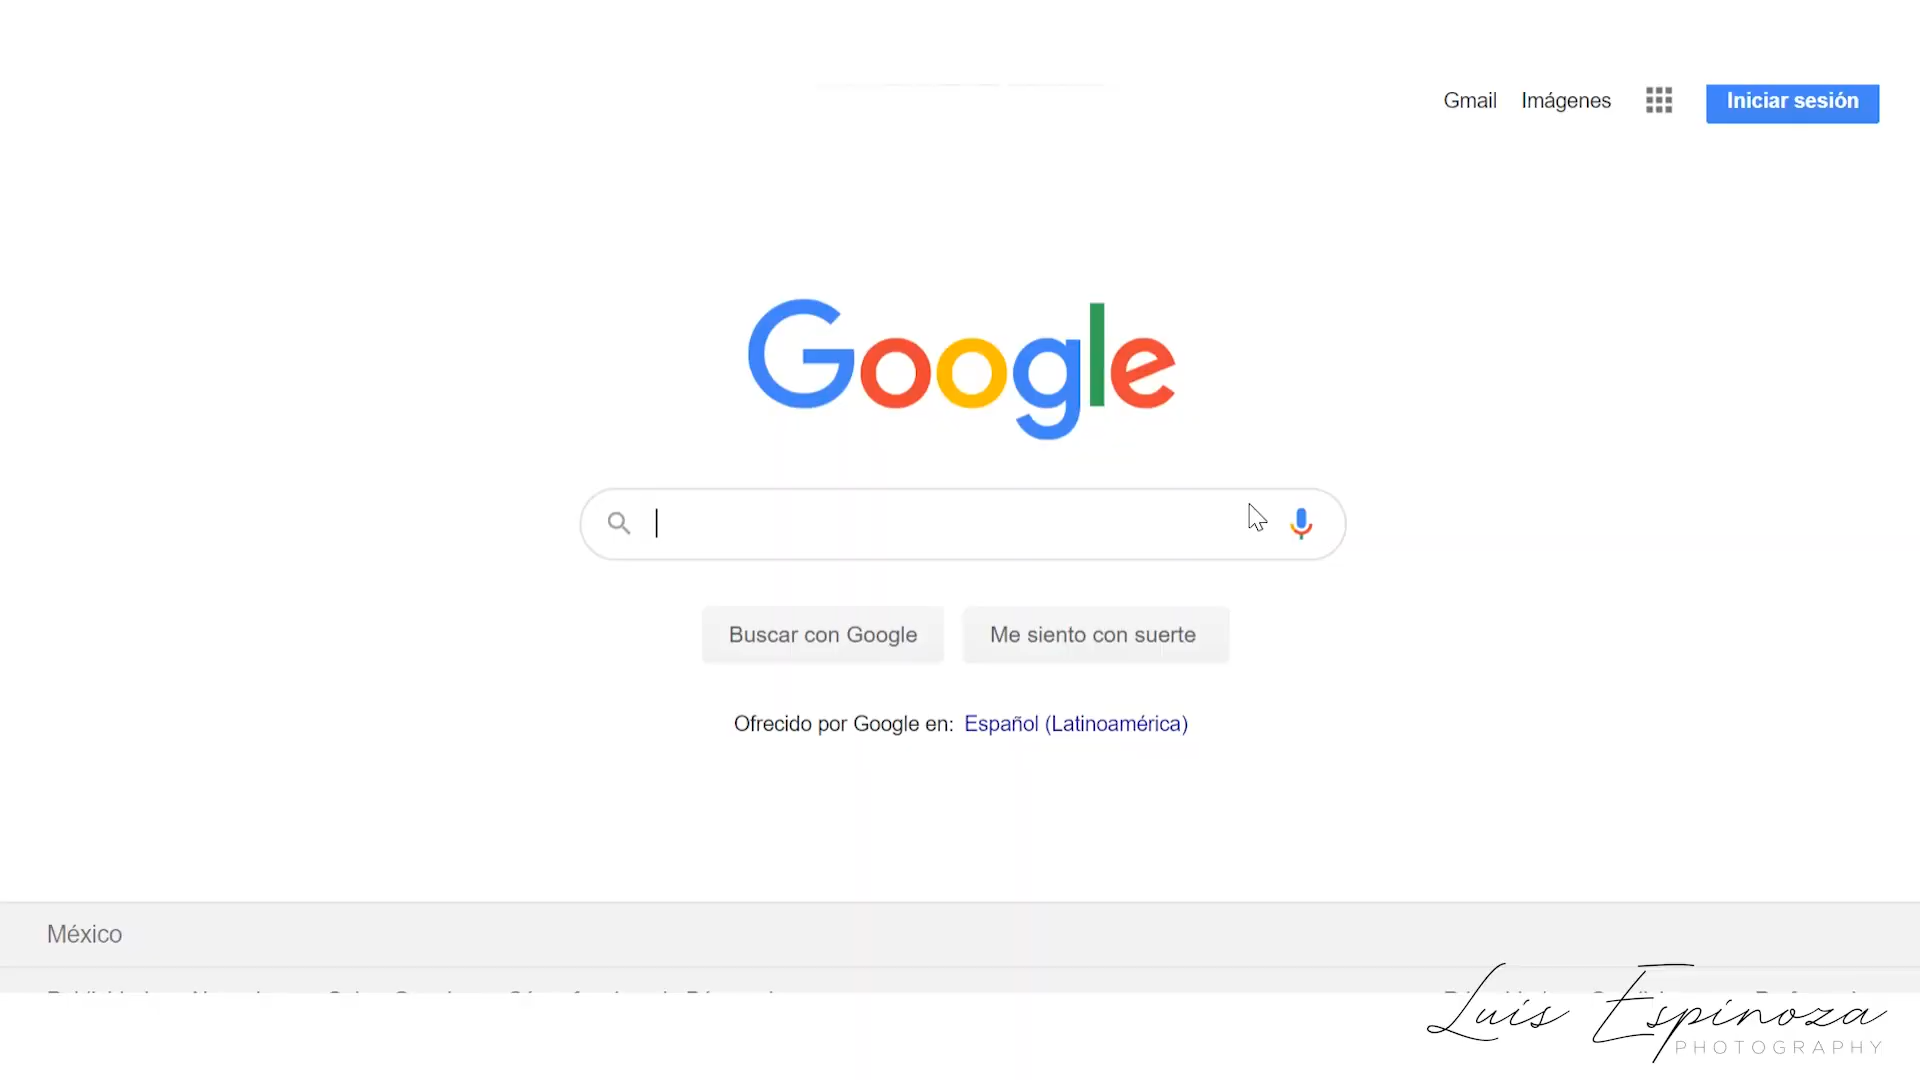 Gmail Imágenes Iniciar sesión
Google
Buscar con Google Me siento con suerte
Ofrecido por Google en: Español (Latinoamérica)
México
Luis Espinoza
PHOTOGRAPHY